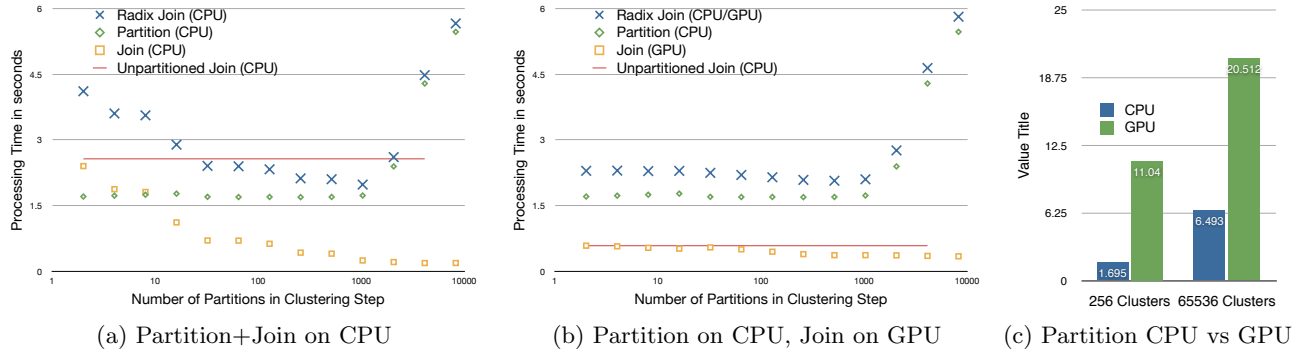 Processing Time in seconds
6
4.5
3
1.5
0
Radix Join (CPU)
Partition (CPU)
Join (CPU)
Unpartitioned Join (CPU)
1 10 100 1000 10000
Number of Partitions in Clustering Step
(a) Partition+Join on CPU
Processing Time in seconds
6
4.5
3
1.5
0
Radix Join (CPU/GPU)
Partition (CPU)
Join (GPU)
Unpartitioned Join (CPU)
1 10 100 1000 10000
Number of Partitions in Clustering Step
(b) Partition on CPU, Join on GPU
Value Title
25
18.75
12.5
6.25
0
CPU
GPU
1.695
11.04
6.493
20.512
256 Clusters 65536 Clusters
(c) Partition CPU vs GPU